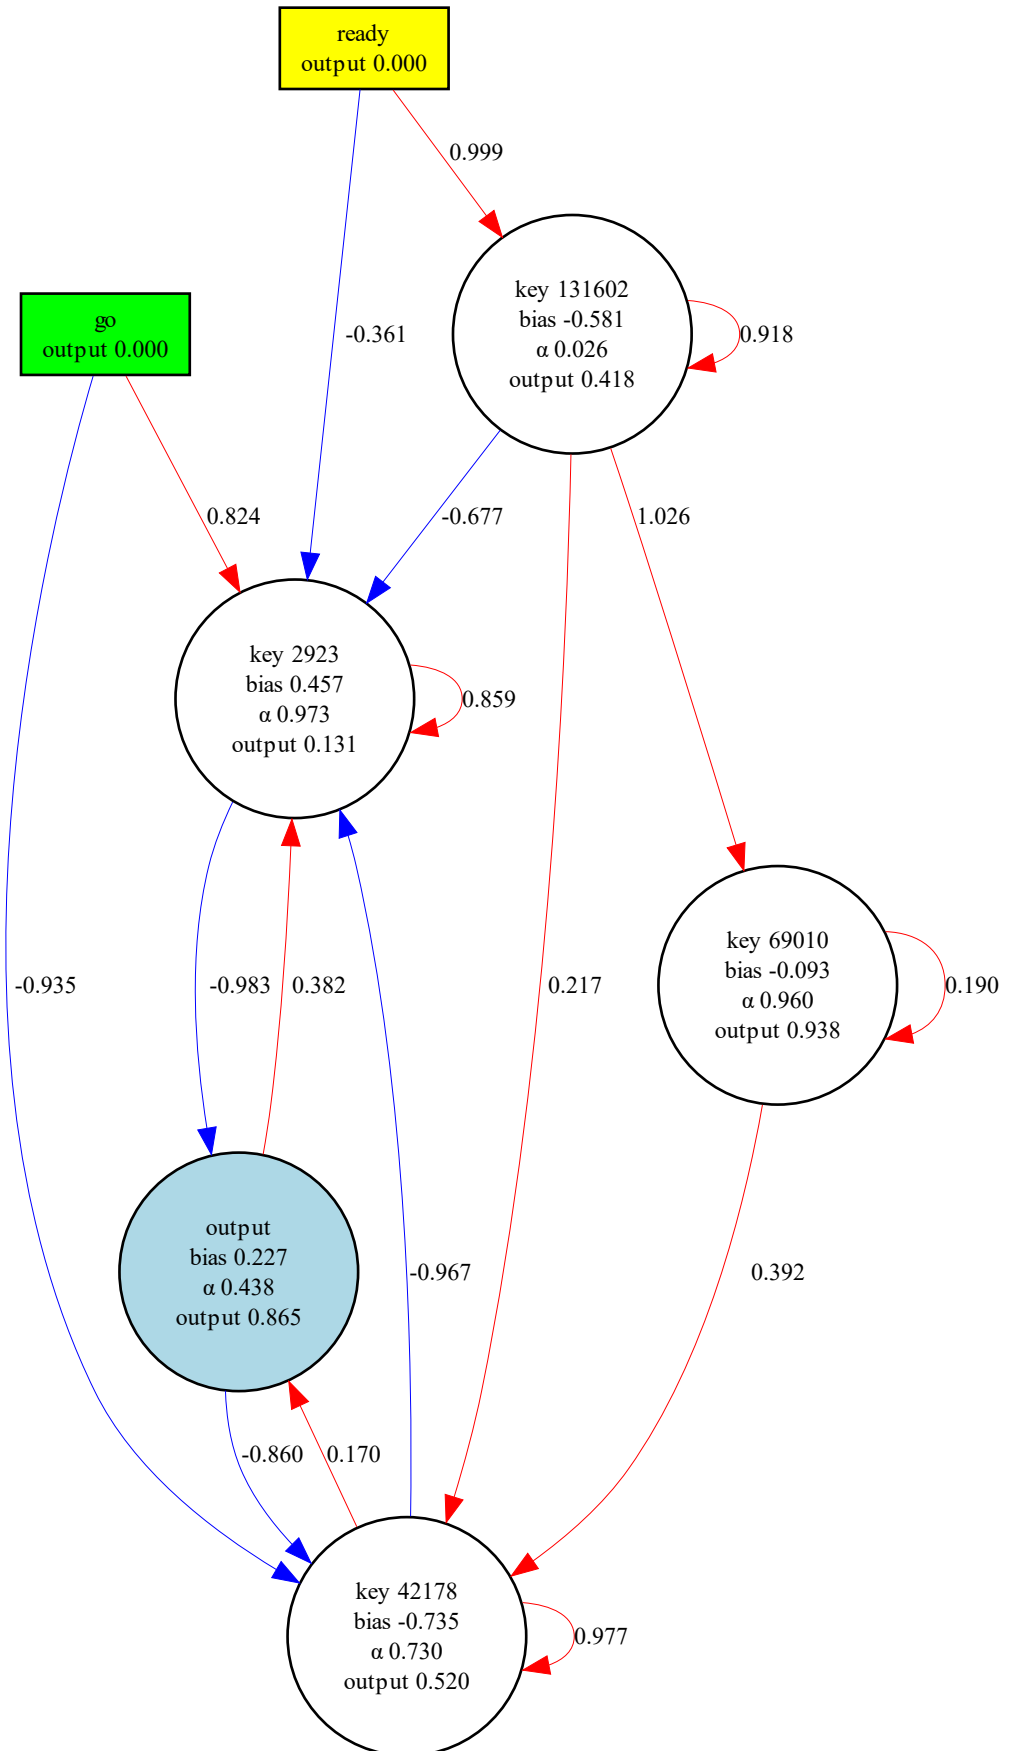 ready
output 0.000
0.999
key 131602
bias -0.581
α 0.026
output 0.418
0.918
go
output 0.000
-0.361
0.824
-0.677
1.026
key 2923
bias 0.457
α 0.973
output 0.131
0.859
key 69010
bias -0.093
α 0.960
output 0.938
0.190
-0.935
-0.983
0.382
0.217
output
bias 0.227
α 0.438
output 0.865
-0.967
0.392
-0.860
0.170
key 42178
bias -0.735
α 0.730
output 0.520
0.977